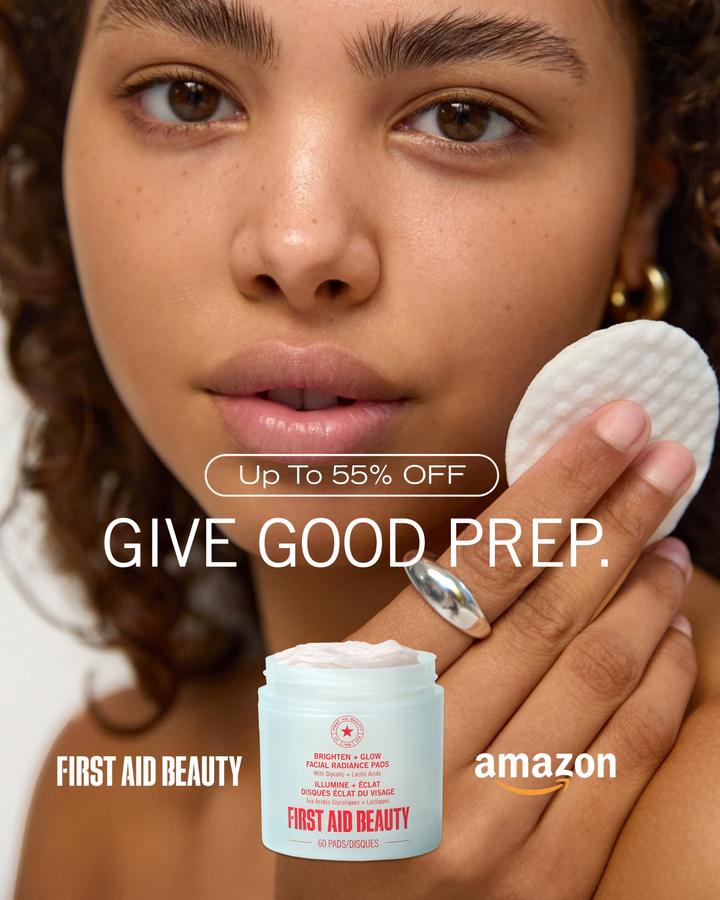 Up To 55% OFF
GIVE GOOD PREP.
FIRST AID BEAUTY
BRIGHTEN + GLOW
FACIAL RADIANCE PADS
With Glycolic + Lactic Acids
ILLUMINE + ÉCLAT
DISQUES ÉCLAT DU VISAGE
Aux Acides Glycoliques + Lactiques
FIRST AID BEAUTY
60 PADS/DISQUES
amazon